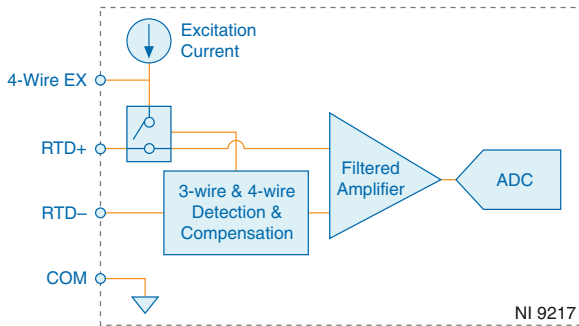 Excitation
Current
4-Wire EX
RTD+
Filtered
Amplifier
ADC
3-wire & 4-wire
Detection &
Compensation
RTD–
COM
NI 9217